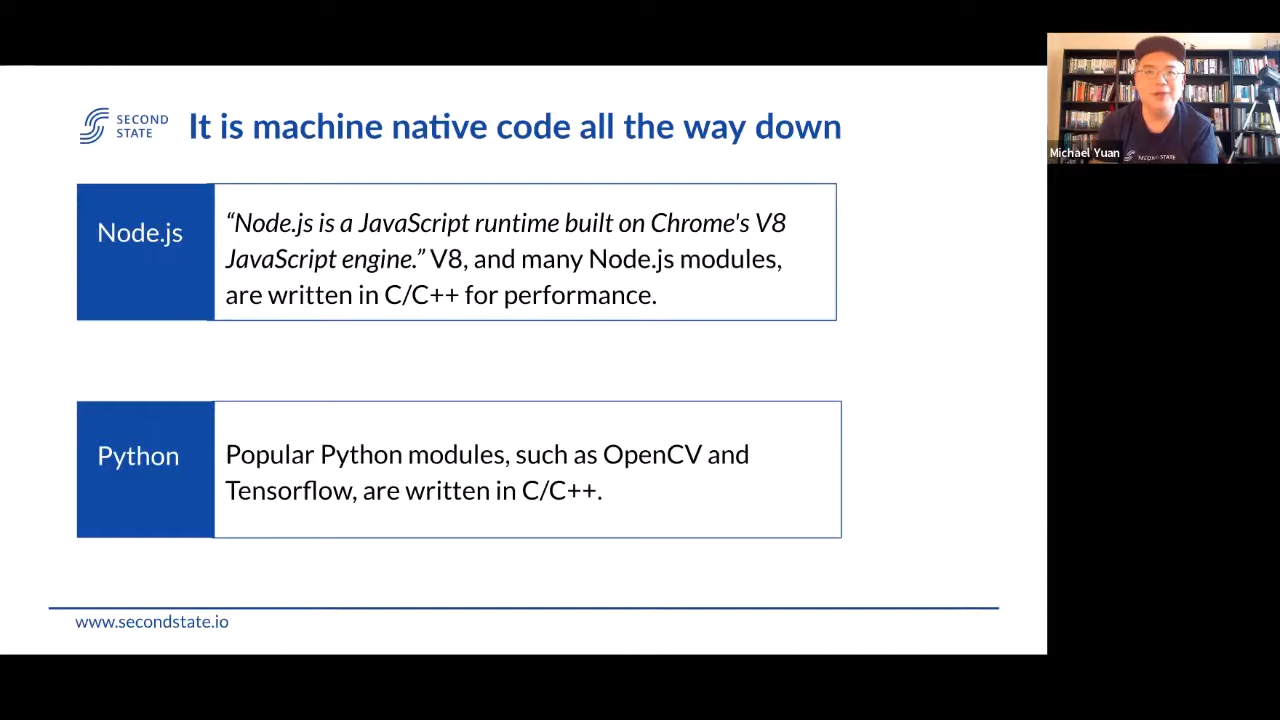 SECOND
STATE
It is machine native code all the way down
Node.js
“Node.js is a JavaScript runtime built on Chrome's V8
JavaScript engine.” V8, and many Node.js modules,
are written in C/C++ for performance.
Python
Popular Python modules, such as OpenCV and
Tensorflow, are written in C/C++.
www.secondstate.io
Michael Yuan
SECOND STATE